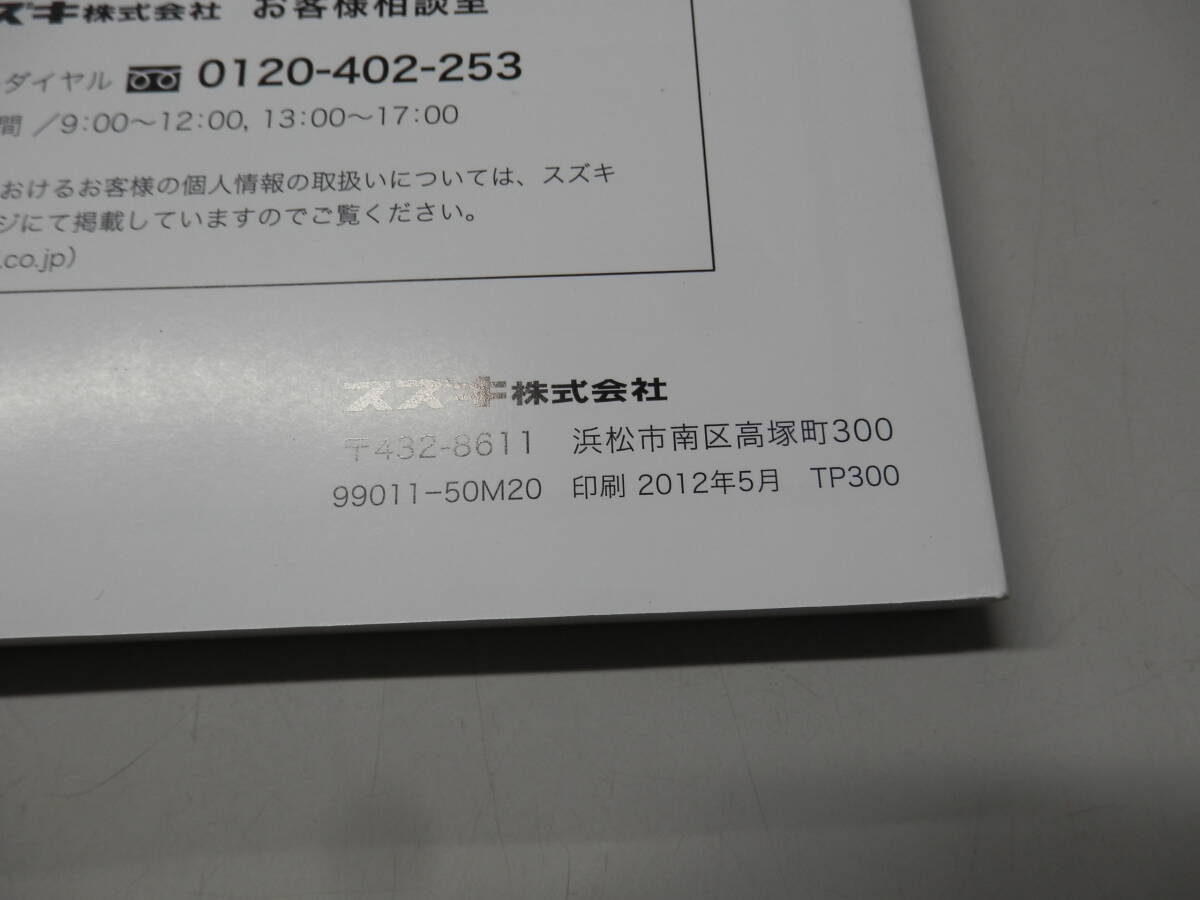 ズキ株式会社 お客様相談室
ダイヤル 0120-402-253
間 /9:00～12:00, 13:00～17:00
おけるお客様の個人情報の取扱いについては、スズキ
ジにて掲載していますのでご覧ください。
.co.jp)
スズキ株式会社
〒432-8611 浜松市南区高塚町300
99011-50M20 印刷 2012年5月 TP300